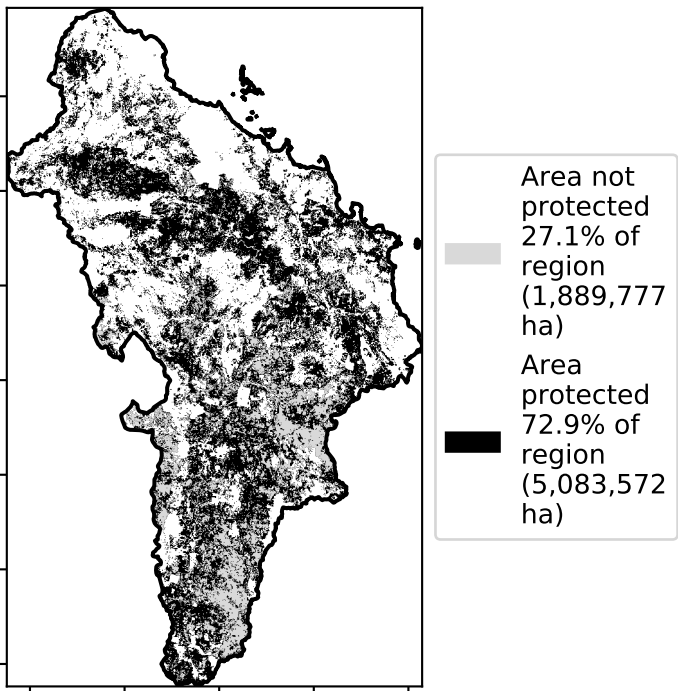 Area not
protected
27.1% of
region
(1,889,777
ha)
Area
protected
72.9% of
region
(5,083,572
ha)